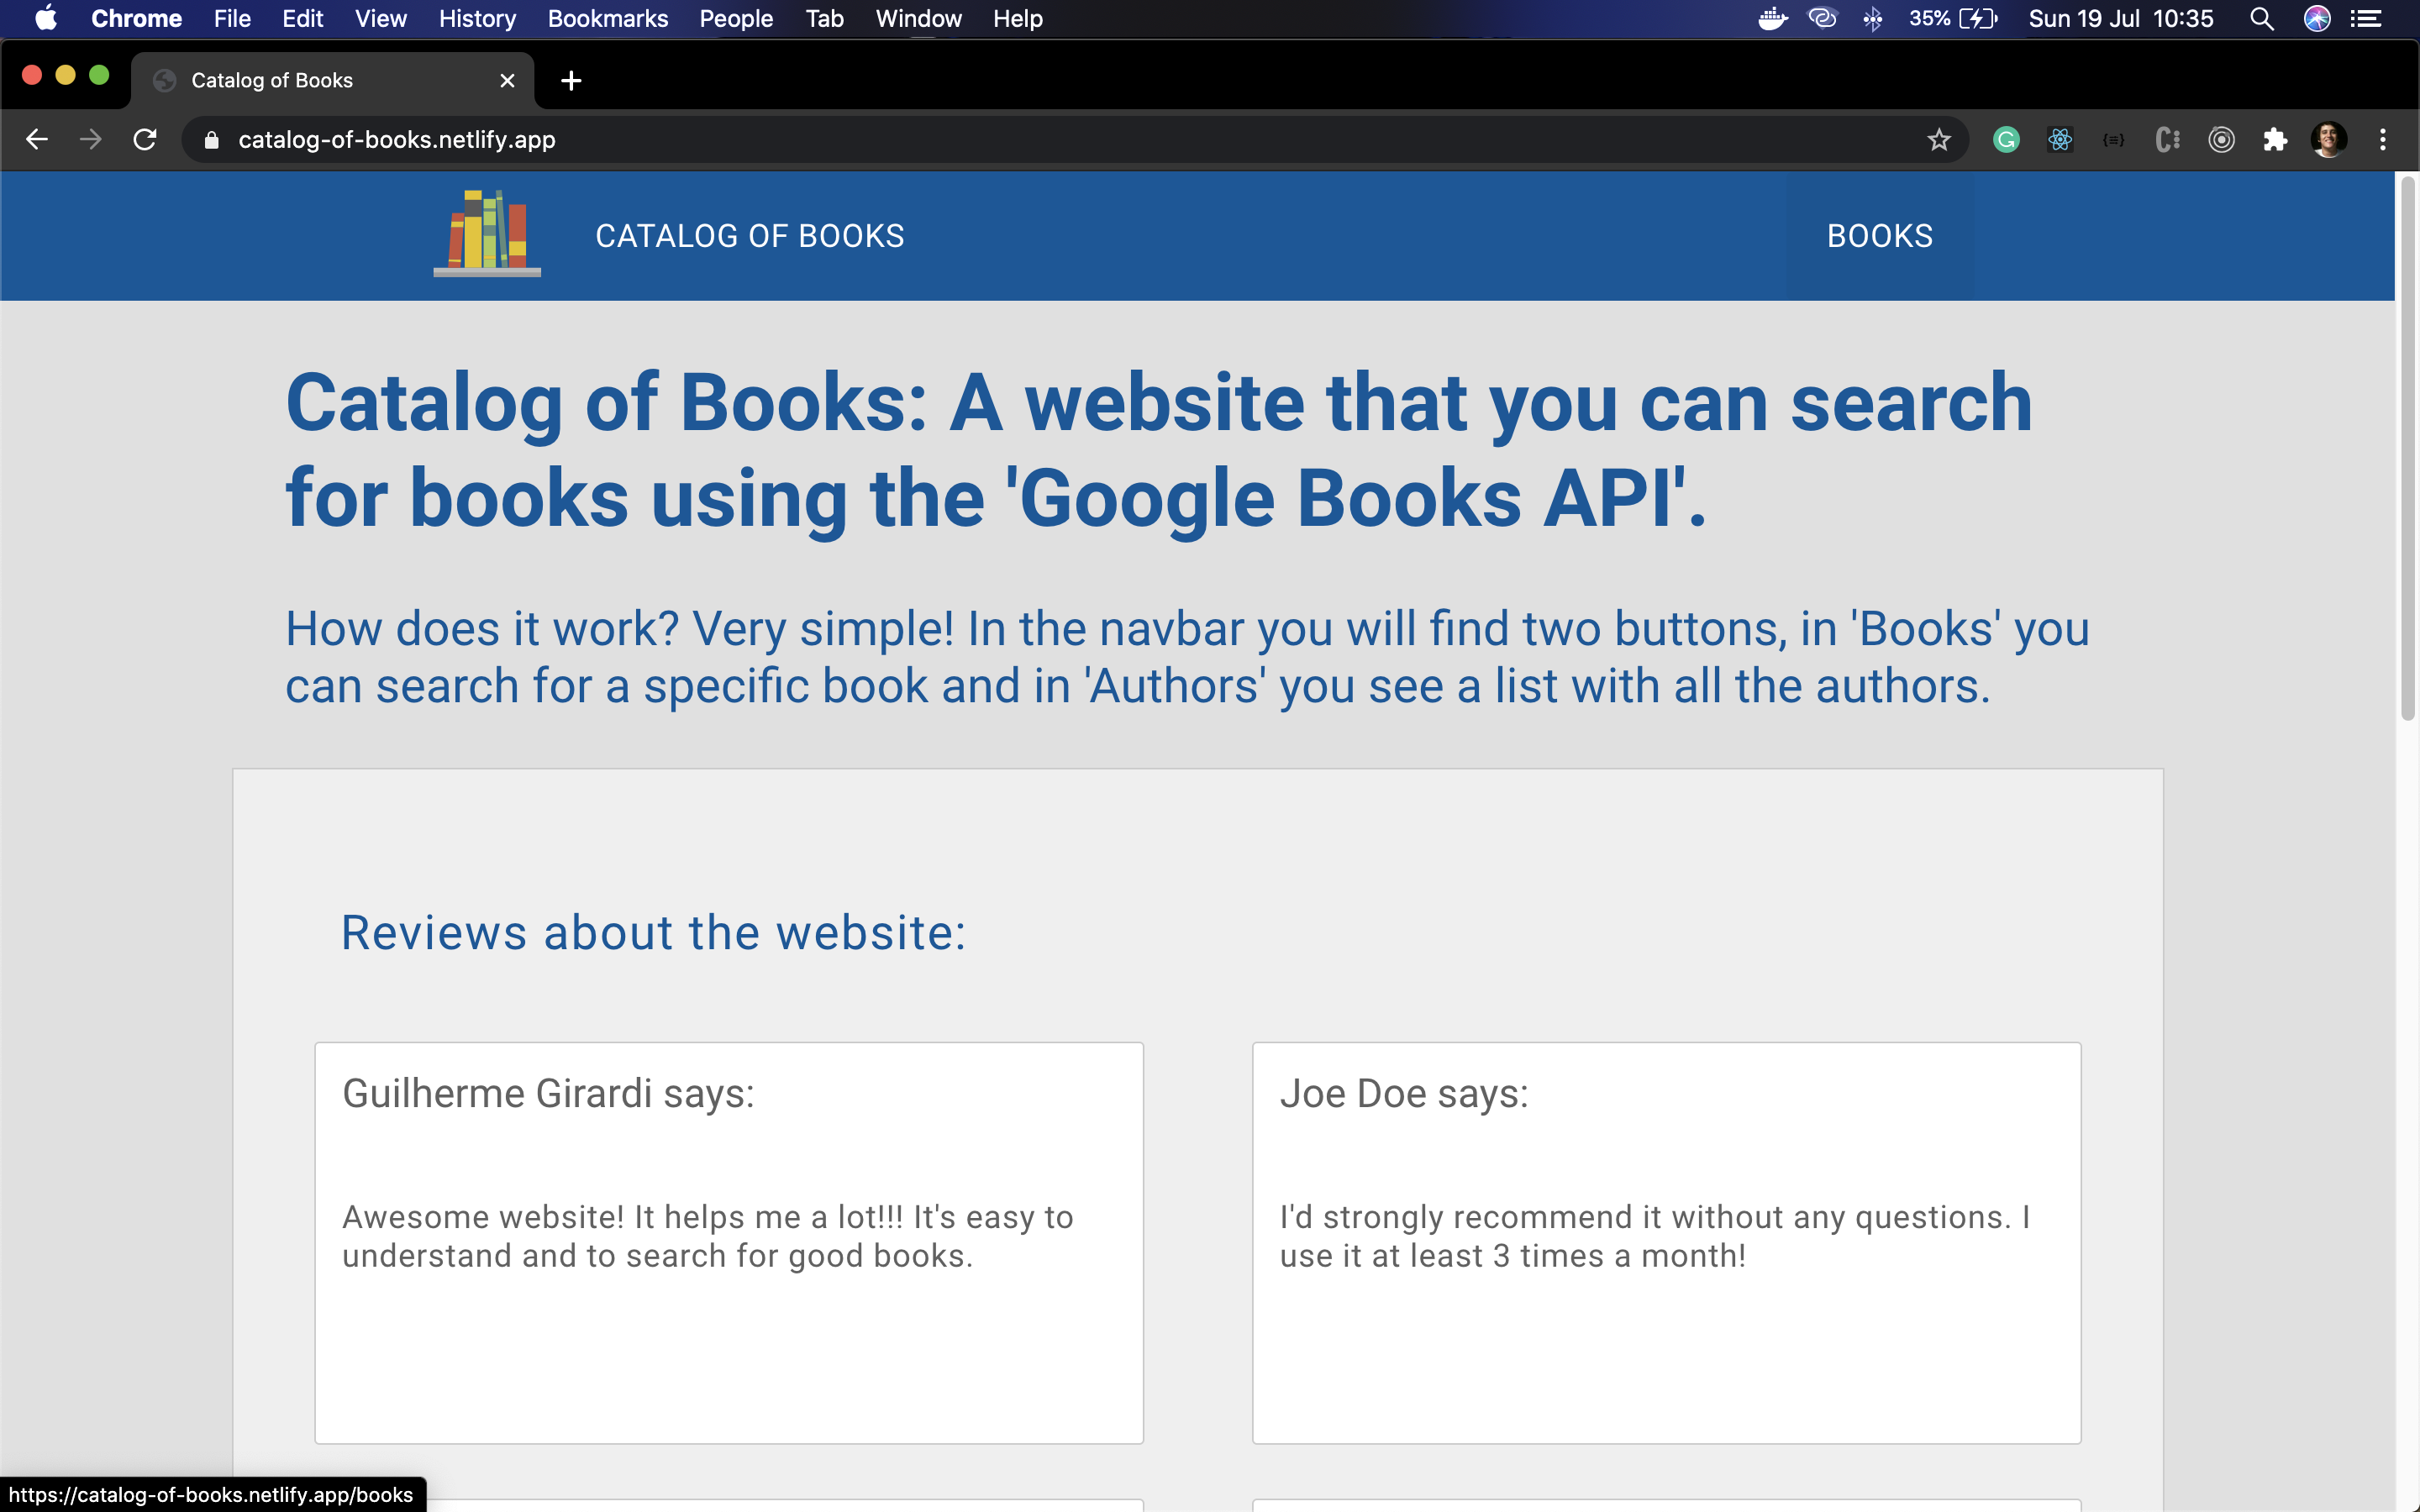 Chrome File Edit View History Bookmarks People Tab Window Help 35% Sun 19 Jul 10:35
Catalog of Books
catalog-of-books.netlify.app
CATALOG OF BOOKS BOOKS
Catalog of Books: A website that you can search
for books using the 'Google Books API'.
How does it work? Very simple! In the navbar you will find two buttons, in 'Books' you
can search for a specific book and in 'Authors' you see a list with all the authors.
Reviews about the website:
Guilherme Girardi says:
Awesome website! It helps me a lot!!! It's easy to
understand and to search for good books.
Joe Doe says:
I'd strongly recommend it without any questions. I
use it at least 3 times a month!
https://catalog-of-books.netlify.app/books